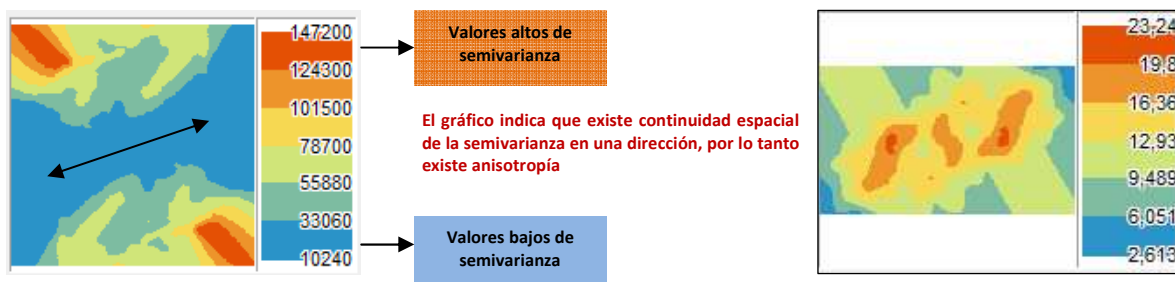 147200
124300
101500
78700
55880
33060
10240
Valores altos de
semivarianza
El gráfico indica que existe continuidad espacial
de la semivarianza en una dirección, por lo tanto
existe anisotropía
Valores bajos de
semivarianza
23,24
19,8
16,36
12,93
9,489
6,051
2,613